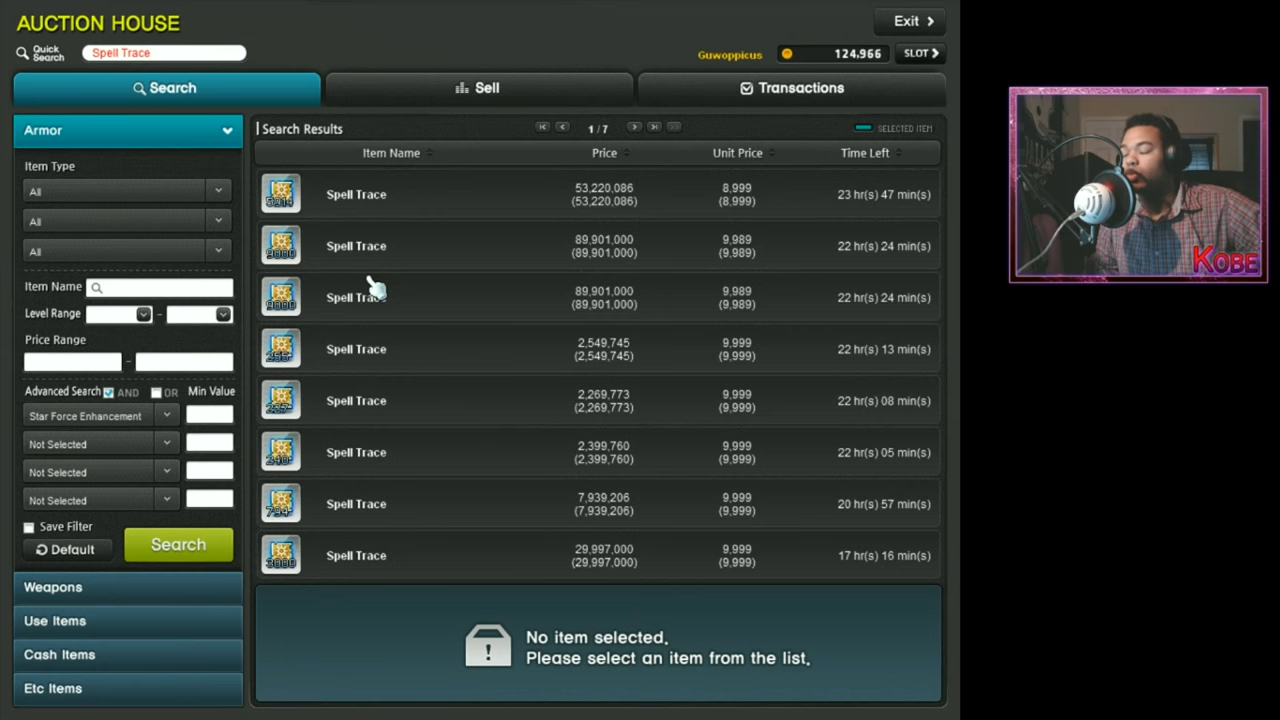 AUCTION HOUSE
Exit
Quick Search
Spell Trace
Guwoppicus
124,966
SLOT
Search
Sell
Transactions
Armor
Item Type
All
All
All
Item Name
Level Range
-
Price Range
-
Advanced Search AND OR Min Value
Star Force Enhancement
Not Selected
Not Selected
Not Selected
Save Filter
Default
Search
Weapons
Use Items
Cash Items
Etc Items
Search Results
1 / 7
SELECTED ITEM
Item Name Price Unit Price Time Left
Spell Trace 53,220,086 8,999 23 hr(s) 47 min(s)
(53,220,086) (8,999)
9000 Spell Trace 89,901,000 9,989 22 hr(s) 24 min(s)
(89,901,000) (9,989)
9000 Spell Trace 89,901,000 9,989 22 hr(s) 24 min(s)
(89,901,000) (9,989)
255 Spell Trace 2,549,745 9,999 22 hr(s) 13 min(s)
(2,549,745) (9,999)
227 Spell Trace 2,269,773 9,999 22 hr(s) 08 min(s)
(2,269,773) (9,999)
240 Spell Trace 2,399,760 9,999 22 hr(s) 05 min(s)
(2,399,760) (9,999)
794 Spell Trace 7,939,206 9,999 20 hr(s) 57 min(s)
(7,939,206) (9,999)
3000 Spell Trace 29,997,000 9,999 17 hr(s) 16 min(s)
(29,997,000) (9,999)
No item selected.
Please select an item from the list.
KOBE